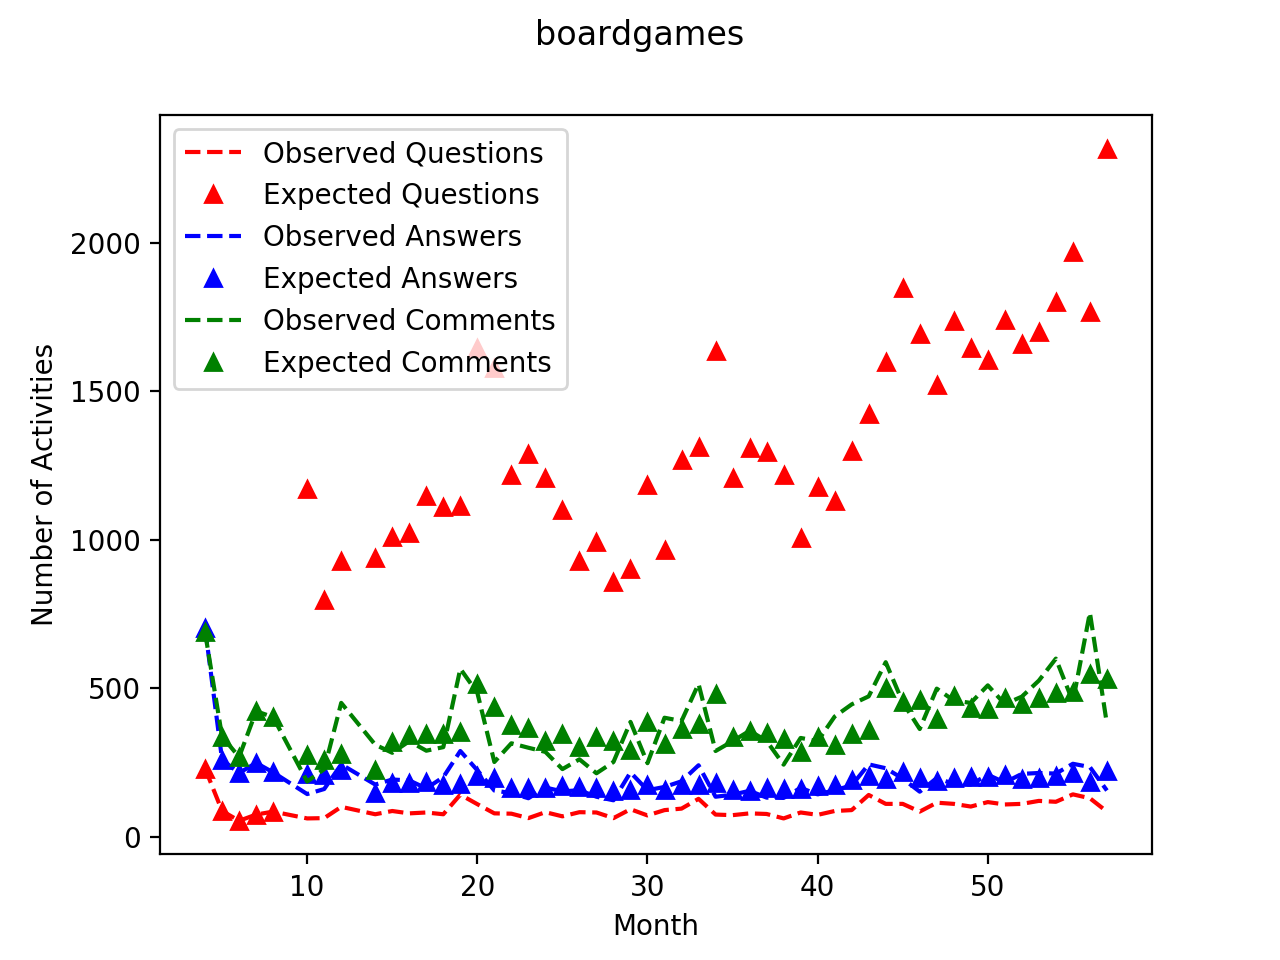 boardgames
Observed Questions
Expected Questions
Observed Answers
Expected Answers
Observed Comments
Expected Comments
Number of Activities
2000
1500
1000
500
0
10 20 30 40 50
Month